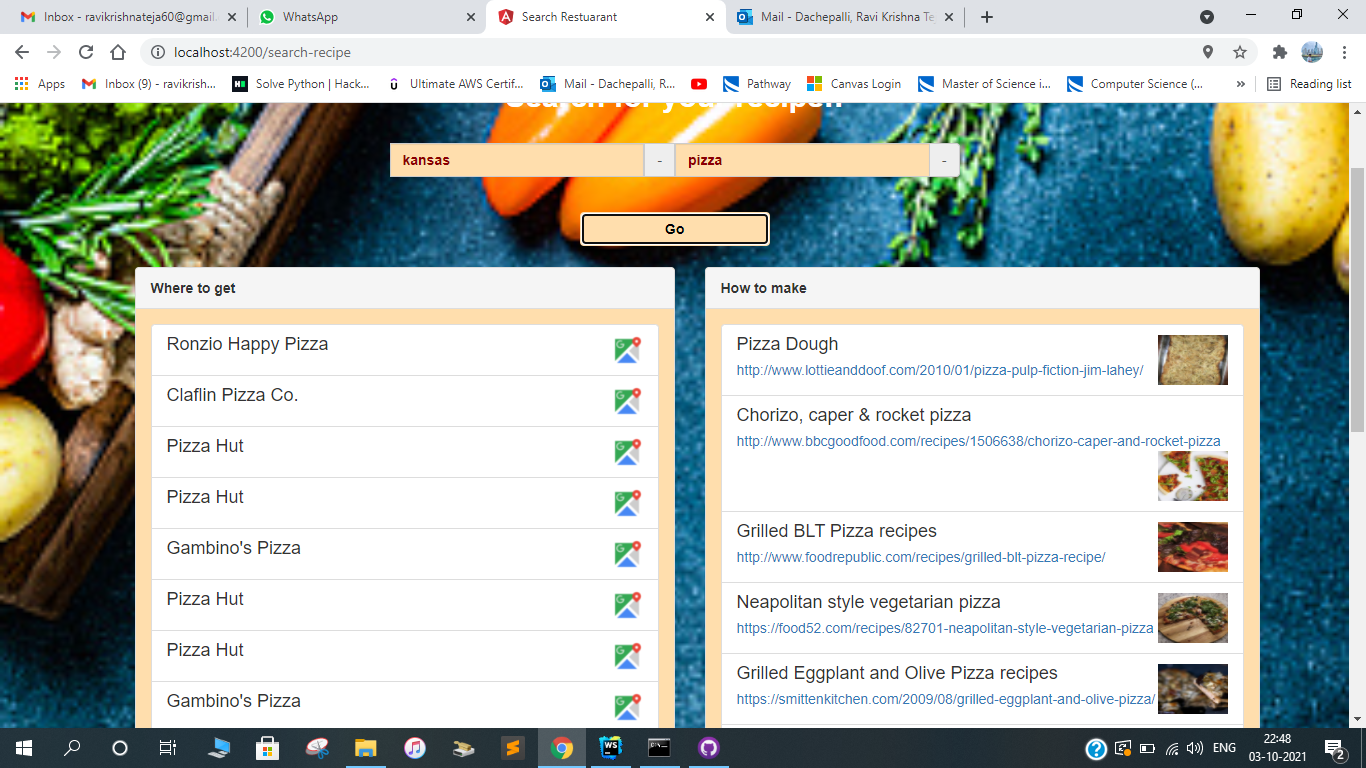 Inbox - ravikrishnateja60@gmail.
WhatsApp
Search Restuarant
Mail - Dachepalli, Ravi Krishna Te
localhost:4200/search-recipe
Apps
Inbox (9) - ravikrish...
Solve Python | Hack...
Ultimate AWS Certif...
Mail - Dachepalli, R...
Pathway
Canvas Login
Master of Science i...
Computer Science (...
»
Reading list
Search for your recipe!!
kansas - pizza -
Go
Where to get
Ronzio Happy Pizza
Claflin Pizza Co.
Pizza Hut
Pizza Hut
Gambino's Pizza
Pizza Hut
Pizza Hut
Gambino's Pizza
How to make
Pizza Dough
http://www.lottieanddoof.com/2010/01/pizza-pulp-fiction-jim-lahey/
Chorizo, caper & rocket pizza
http://www.bbcgoodfood.com/recipes/1506638/chorizo-caper-and-rocket-pizza
Grilled BLT Pizza recipes
http://www.foodrepublic.com/recipes/grilled-blt-pizza-recipe/
Neapolitan style vegetarian pizza
https://food52.com/recipes/82701-neapolitan-style-vegetarian-pizza
Grilled Eggplant and Olive Pizza recipes
https://smittenkitchen.com/2009/08/grilled-eggplant-and-olive-pizza/
ENG
22:48
03-10-2021
2